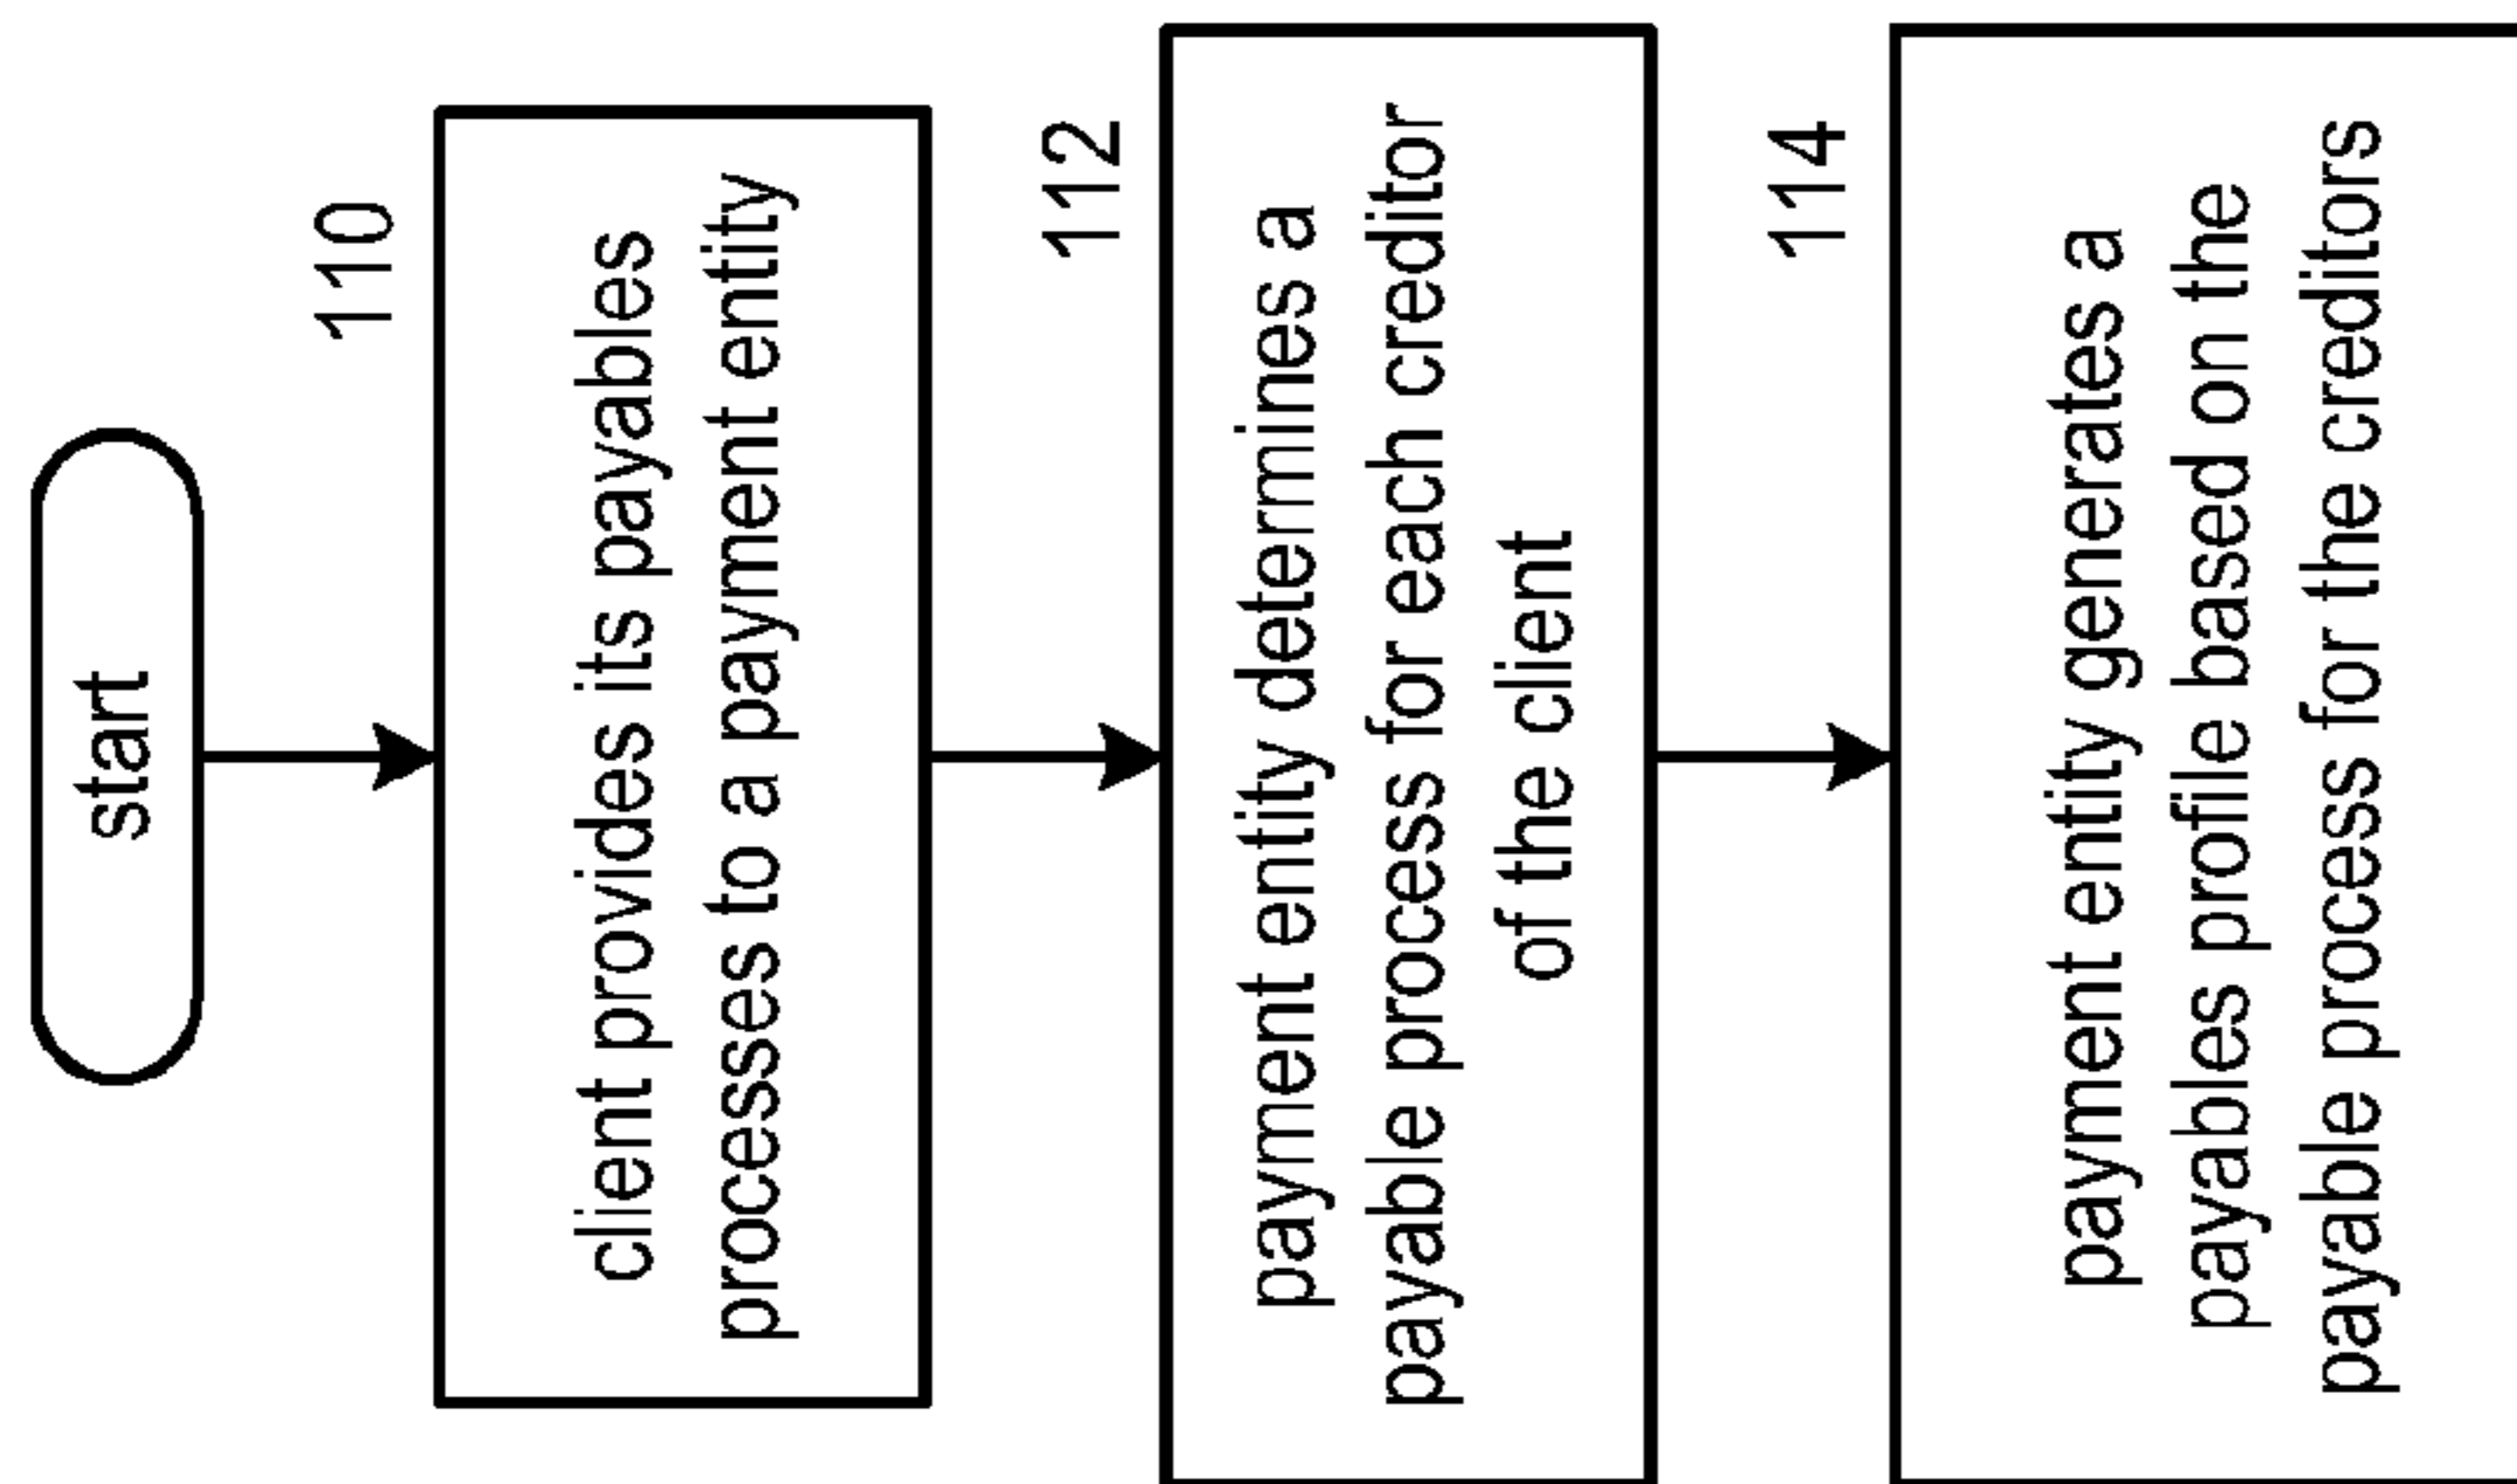 start
110
client provides its payables
processes to a payment entity
112
payment entity determines a
payable process for each creditor
of the client
114
payment entity generates a
payables profile based on the
payable process for the creditors